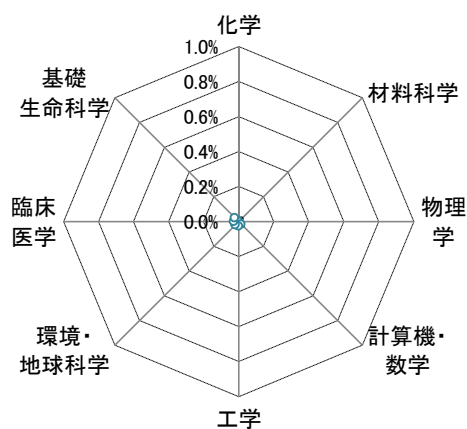 化学
1.0%
0.8%
0.6%
0.4%
0.2%
0.0%
材料科学
物理
学
計算機・
数学
工学
環境・
地球科学
臨床
医学
基礎
生命科学